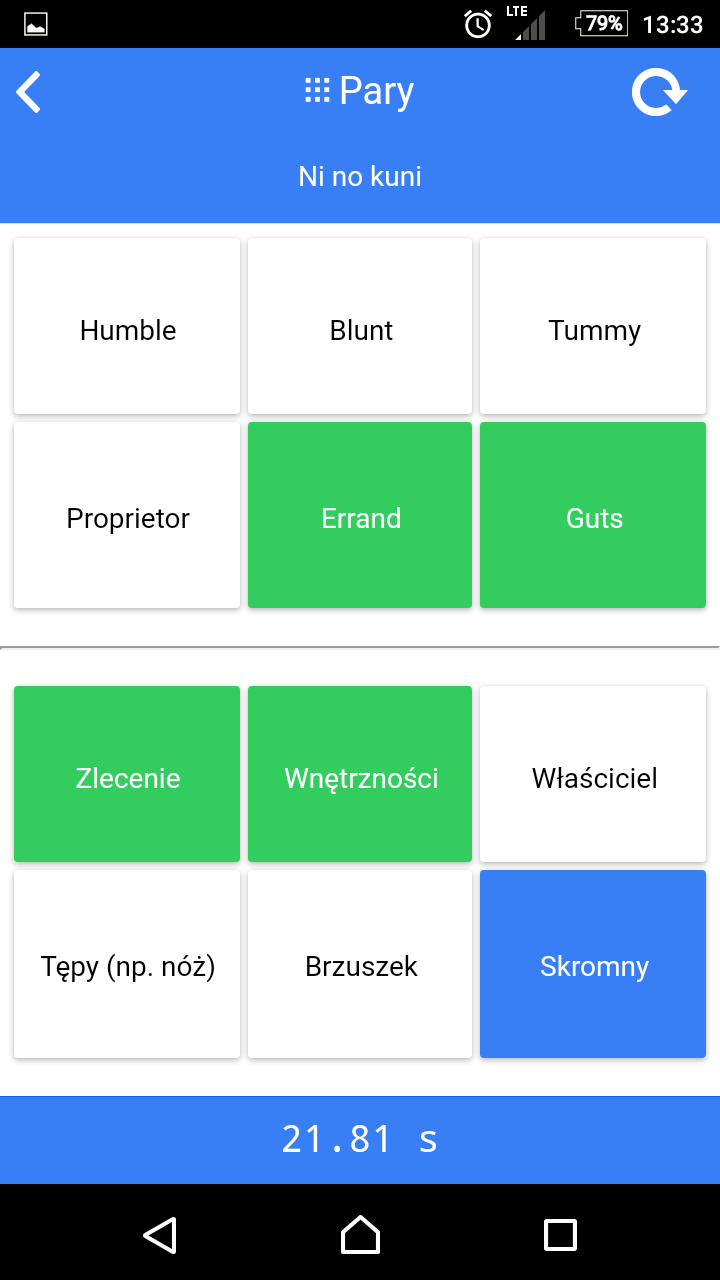 LTE
79%
13:33
Pary
Ni no kuni
Humble
Blunt
Tummy
Proprietor
Errand
Guts
Zlecenie
Wnętrzności
Właściciel
Tępy (np. nóż)
Brzuszek
Skromny
21.81 s